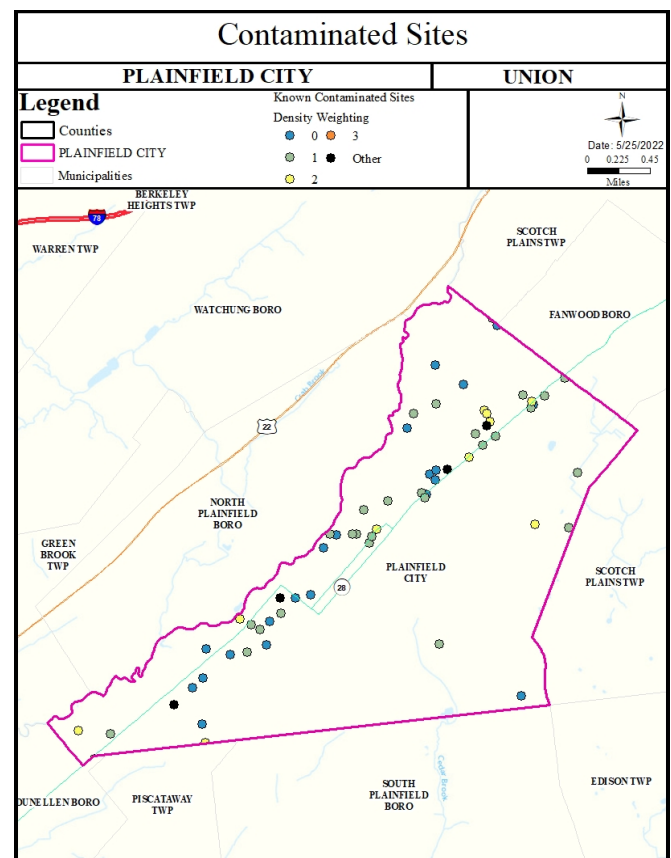 Contaminated Sites
PLAINFIELD CITY
UNION
Legend
Counties
PLAINFIELD CITY
Municipalities
Known Contaminated Sites
Density Weighting
0
3
1
Other
2
N
Date: 5/25/2022
0 0.225 0.45
Miles
BERKELEY
HEIGHTS TWP
78
WARREN TWP
SCOTCH
PLAINS TWP
WATCHUNG BORO
FANWOOD BORO
Brook
22
NORTH
PLAINFIELD
BORO
GREEN
BROOK
TWP
PLAINFIELD
CITY
SCOTCH
PLAINS TWP
28
Cedar Brook
EDISON TWP
SOUTH
PLAINFIELD
BORO
DUNELLEN BORO
PISCATAWAY
TWP